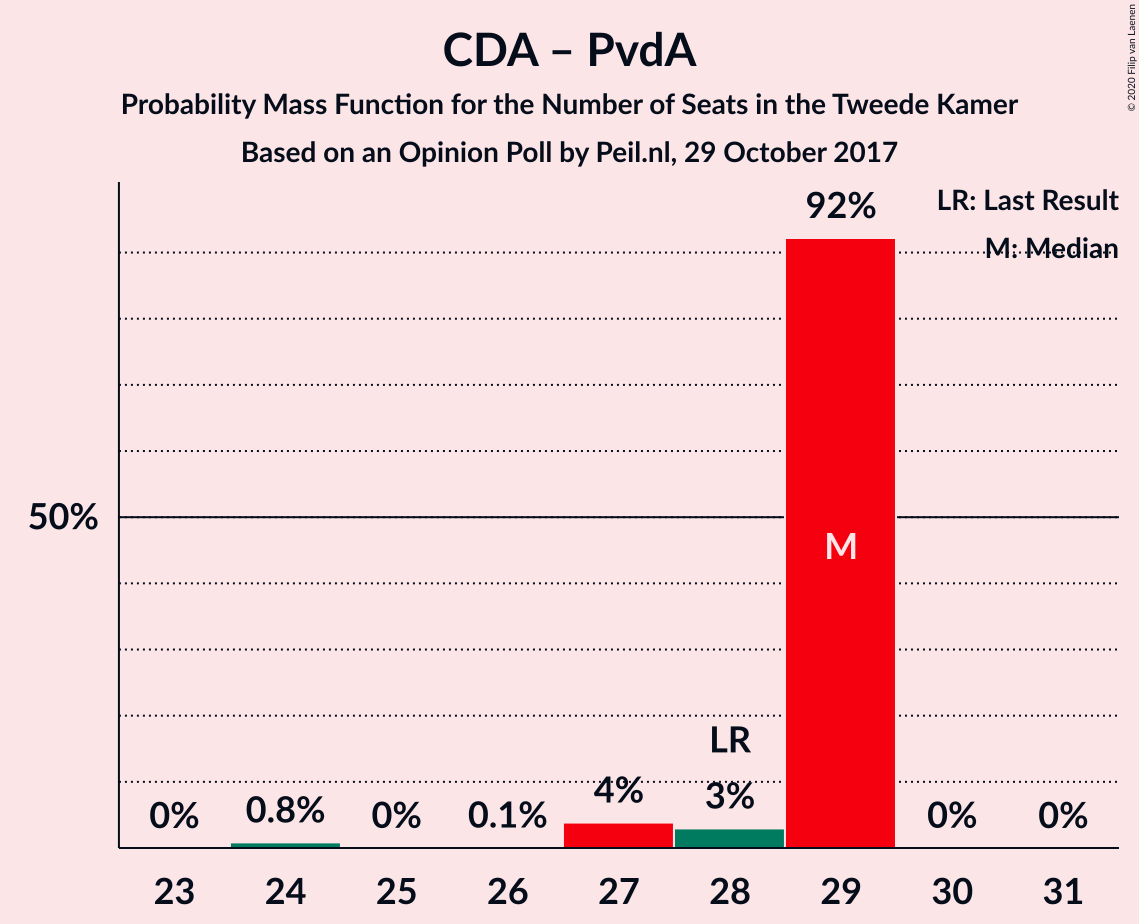 CDA – PvdA
Probability Mass Function for the Number of Seats in the Tweede Kamer
Based on an Opinion Poll by Peil.nl, 29 October 2017
© 2020 Filip van Laenen
LR: Last Result
M: Median
92%
50%
M
LR
0% 0.8% 0% 0.1% 4% 3% 0% 0%
23 24 25 26 27 28 29 30 31